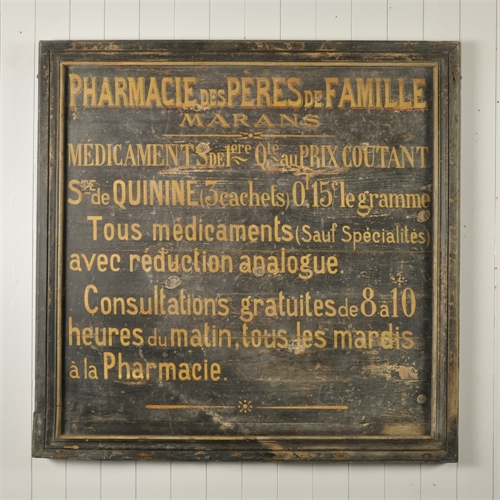 PHARMACIE DES PÈRES DE FAMILLE
MARANS
MÉDICAMENTS DE 1ère Qté au PRIX COUTANT
Sde de QUININE (3 cachets) 0,15c le gramme
Tous médicaments (Sauf Spécialités)
avec réduction analogue.
Consultations gratuites de 8 à 10
heures du matin, tous les mardis
à la Pharmacie.